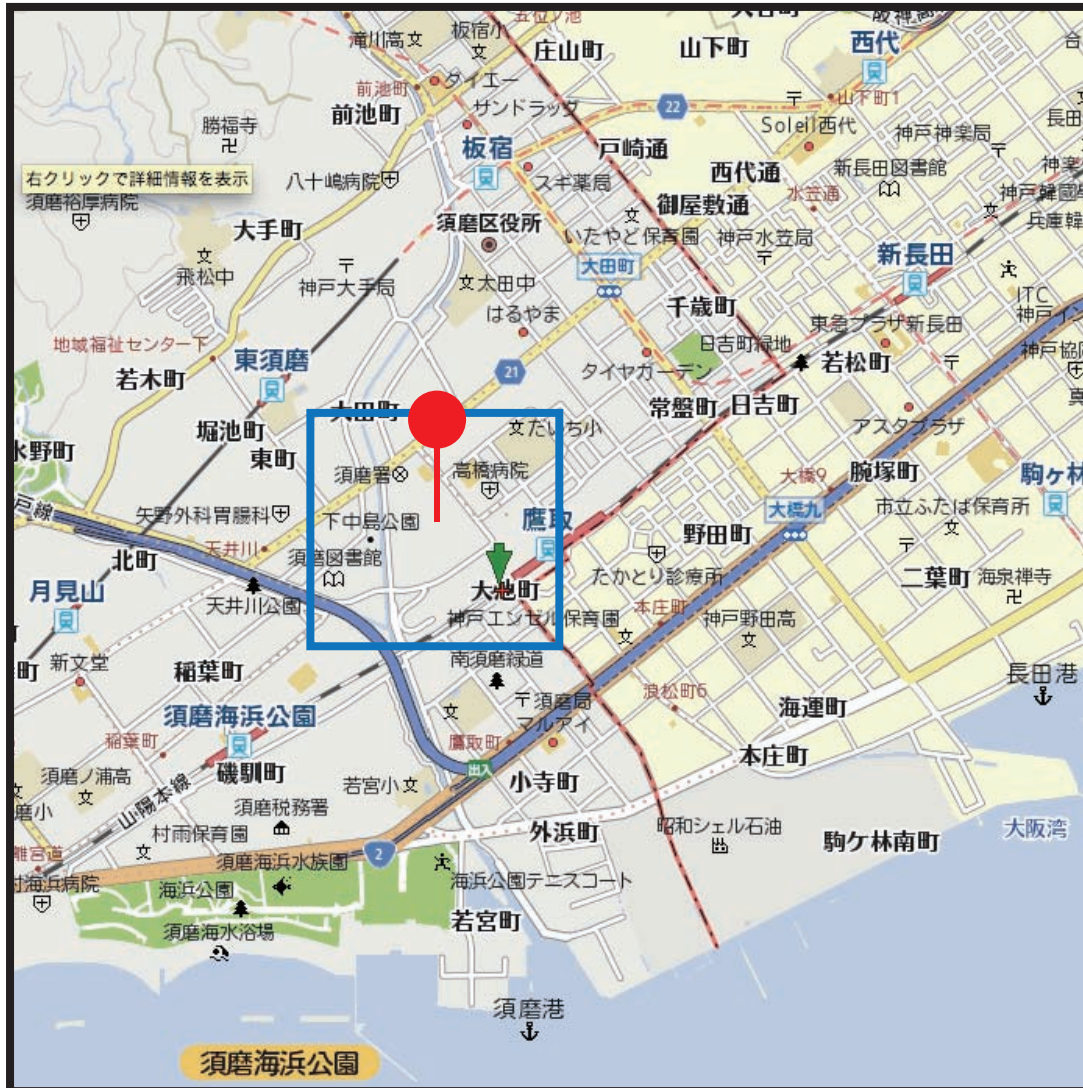 五位ノ池
滝川高
板宿小
庄山町
山下町
西代
前池町
ダイエー
山下町1
前池町
サンドラッグ
22
Soleil西代
神戸神楽局
勝福寺
板宿
戸崎通
西代通
新長田図書館
右クリックで詳細情報を表示
八十嶋病院
スギ薬局
水笠通
須磨裕厚病院
御屋敷通
大手町
須磨区役所
いたやど保育園
神戸水笠局
新長田
飛松中
神戸大手局
太田中
大田町
千歳町
ITC
はるやま
東急プラザ新長田
地域福祉センター下
東須磨
日吉町緑地
若松町
若木町
21
タイヤガーデン
大田町
常盤町
日吉町
堀池町
だいち小
アスタプラザ
水野町
東町
須磨署
高橋病院
大橋9
腕塚町
駒ケ林
矢野外科胃腸科
下中島公園
鷹取
大橋九
市立ふたば保育所
戸線
天井川
野田町
北町
須磨図書館
たかとり診療所
二葉町
海泉禅寺
月見山
天井川公園
大池町
神戸エンゼル保育園
本庄町
神戸野田高
新文堂
稲葉町
南須磨緑道
長田港
須磨局
浪松町5
海運町
須磨海浜公園
マルアイ
稲葉町
鷹取町
本庄町
須磨ノ浦高
磯馴町
出入
若宮小
小寺町
磨小
山陽本線
須磨税務署
外浜町
昭和シェル石油
大阪湾
村雨保育園
2
駒ケ林南町
離宮道
須磨海浜水族園
海浜公園
海浜公園テニスコート
須磨海水浴場
若宮町
須磨港
須磨海浜公園